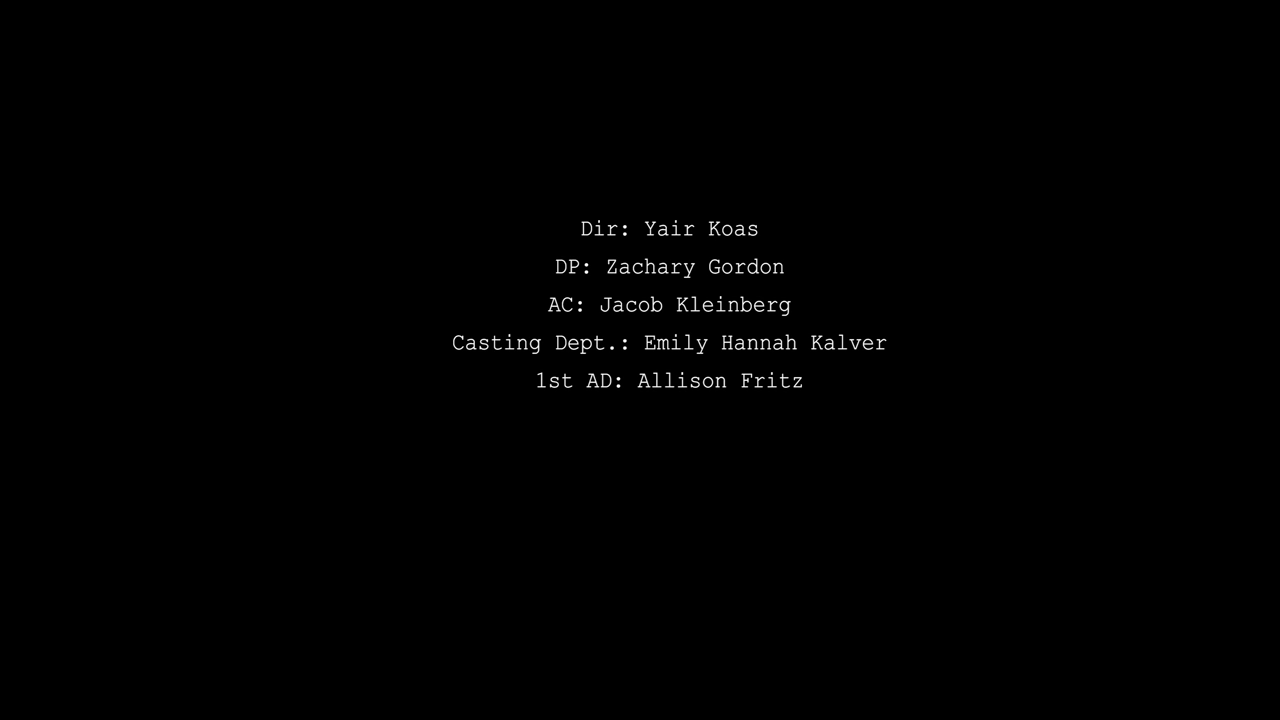 Dir: Yair Koas
DP: Zachary Gordon
AC: Jacob Kleinberg
Casting Dept.: Emily Hannah Kalver
1st AD: Allison Fritz